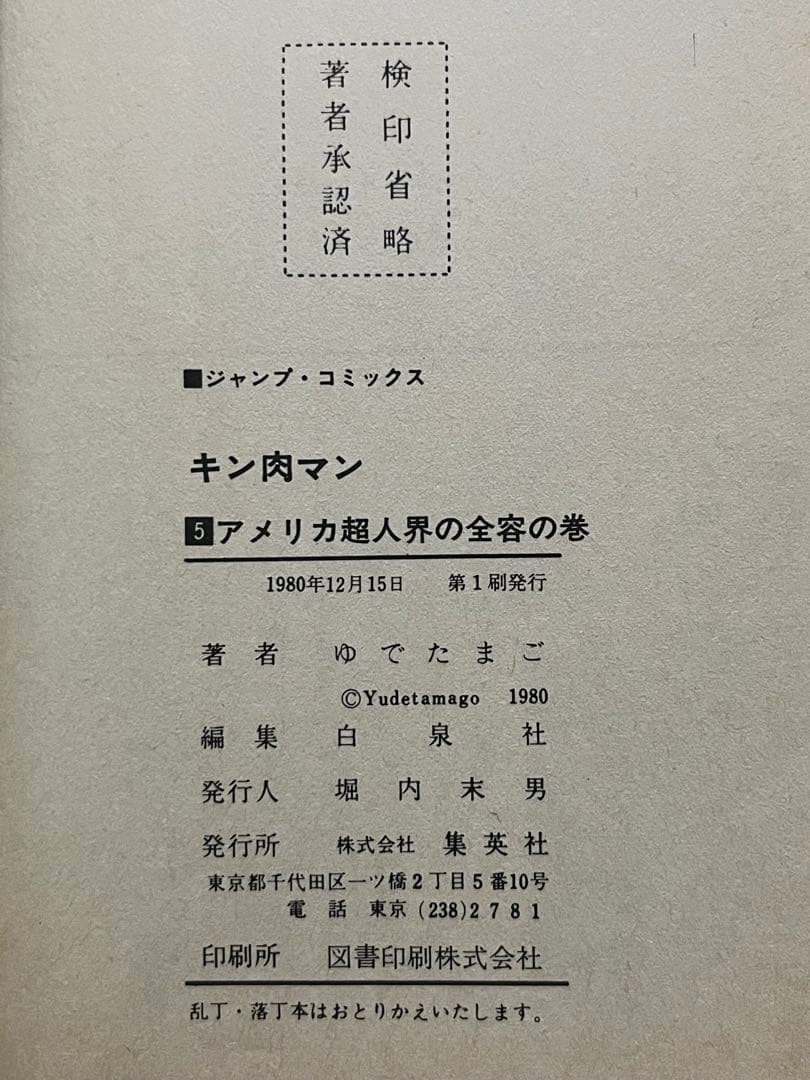 検印省略
著者承認済
■ジャンプ・コミックス
キン肉マン
5アメリカ超人界の全容の巻
1980年12月15日 第1刷発行
著者 ゆでたまご
©Yudetamago 1980
編集 白泉社
発行人 堀内末男
発行所 株式会社 集英社
東京都千代田区一ツ橋2丁目5番10号
電話 東京(238)2781
印刷所 図書印刷株式会社
乱丁・落丁本はおとりかえいたします。